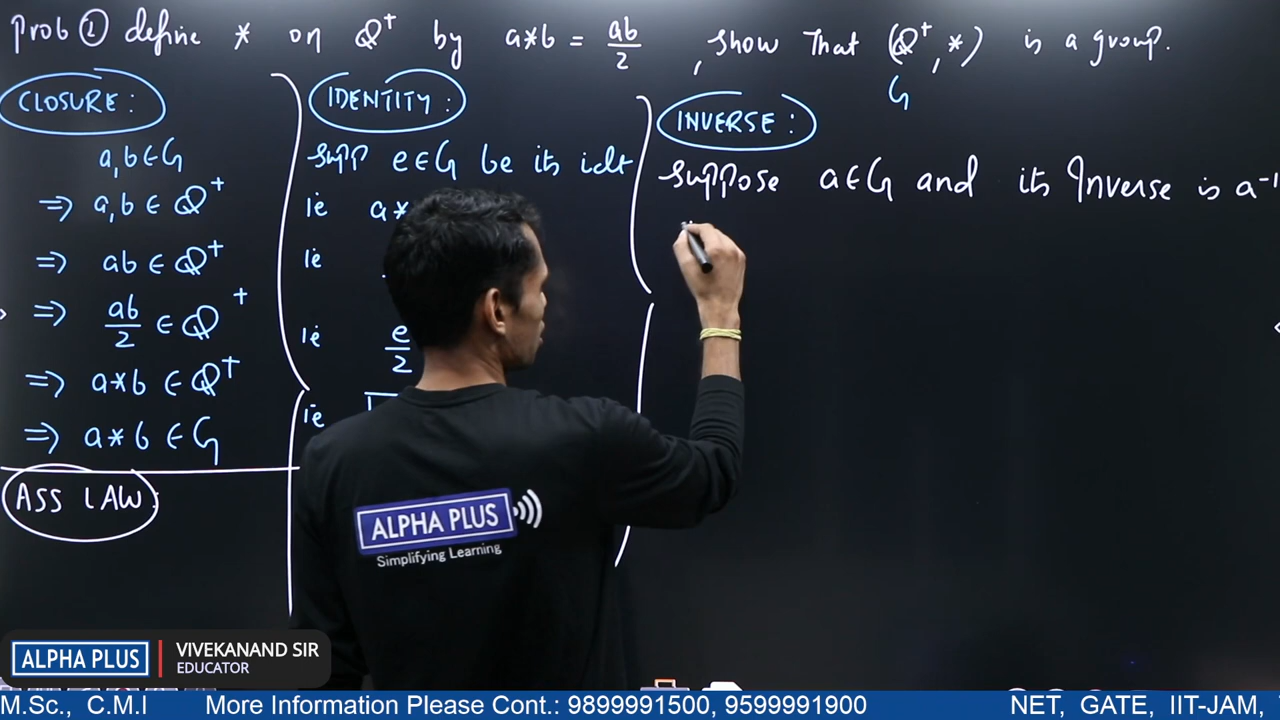 Prob ② define * on Q⁺ by a*b = ab/2 , show that (Q⁺, *) is a group.
G
CLOSURE :
a,b ∈ G
⇒ a,b ∈ Q⁺
⇒ ab ∈ Q⁺
⇒ ab/2 ∈ Q⁺
⇒ a*b ∈ Q⁺
⇒ a*b ∈ G
ASS LAW:
IDENTITY :
supp e∈G be its idt
ie a*
ie
ie e/2
ie
INVERSE :
Suppose a∈G and its Inverse is a⁻¹
ALPHA PLUS
Simplifying Learning
ALPHA PLUS
VIVEKANAND SIR
EDUCATOR
M.Sc., C.M.I More Information Please Cont.: 9899991500, 9599991900 NET, GATE, IIT-JAM,